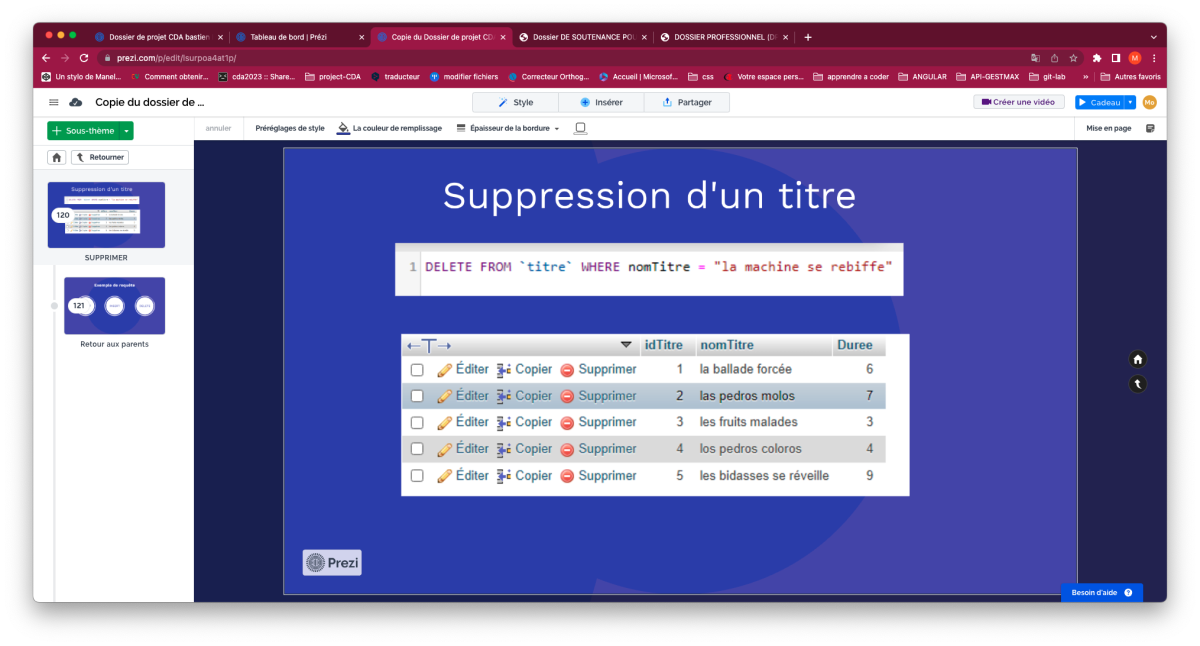 Dossier de projet CDA bastien
Tableau de bord | Prézi
Copie du Dossier de projet CD
Dossier DE SOUTENANCE POU
DOSSIER PROFESSIONNEL (DP
prezi.com/p/edit/lsurpoa4at1p/
Un stylo de Manel... Comment obtenir... cda2023 :: Share... project-CDA traducteur modifier fichiers Correcteur Orthog... Accueil | Microsof... css Votre espace pers... apprendre a coder ANGULAR API-GESTMAX git-lab » Autres favoris
Copie du dossier de ...
Style Insérer Partager
Créer une vidéo Cadeau Mo
+ Sous-thème
annuler Préréglages de style La couleur de remplissage Épaisseur de la bordure Mise en page
Retourner
Suppression d'un titre
120
SUPPRIMER
Exemple de requête
121
Retour aux parents
Suppression d'un titre
1 DELETE FROM `titre` WHERE nomTitre = "la machine se rebiffe"
←T→ idTitre nomTitre Duree
Éditer Copier Supprimer 1 la ballade forcée 6
Éditer Copier Supprimer 2 las pedros molos 7
Éditer Copier Supprimer 3 les fruits malades 3
Éditer Copier Supprimer 4 los pedros coloros 4
Éditer Copier Supprimer 5 les bidasses se réveille 9
Prezi
Besoin d'aide ?